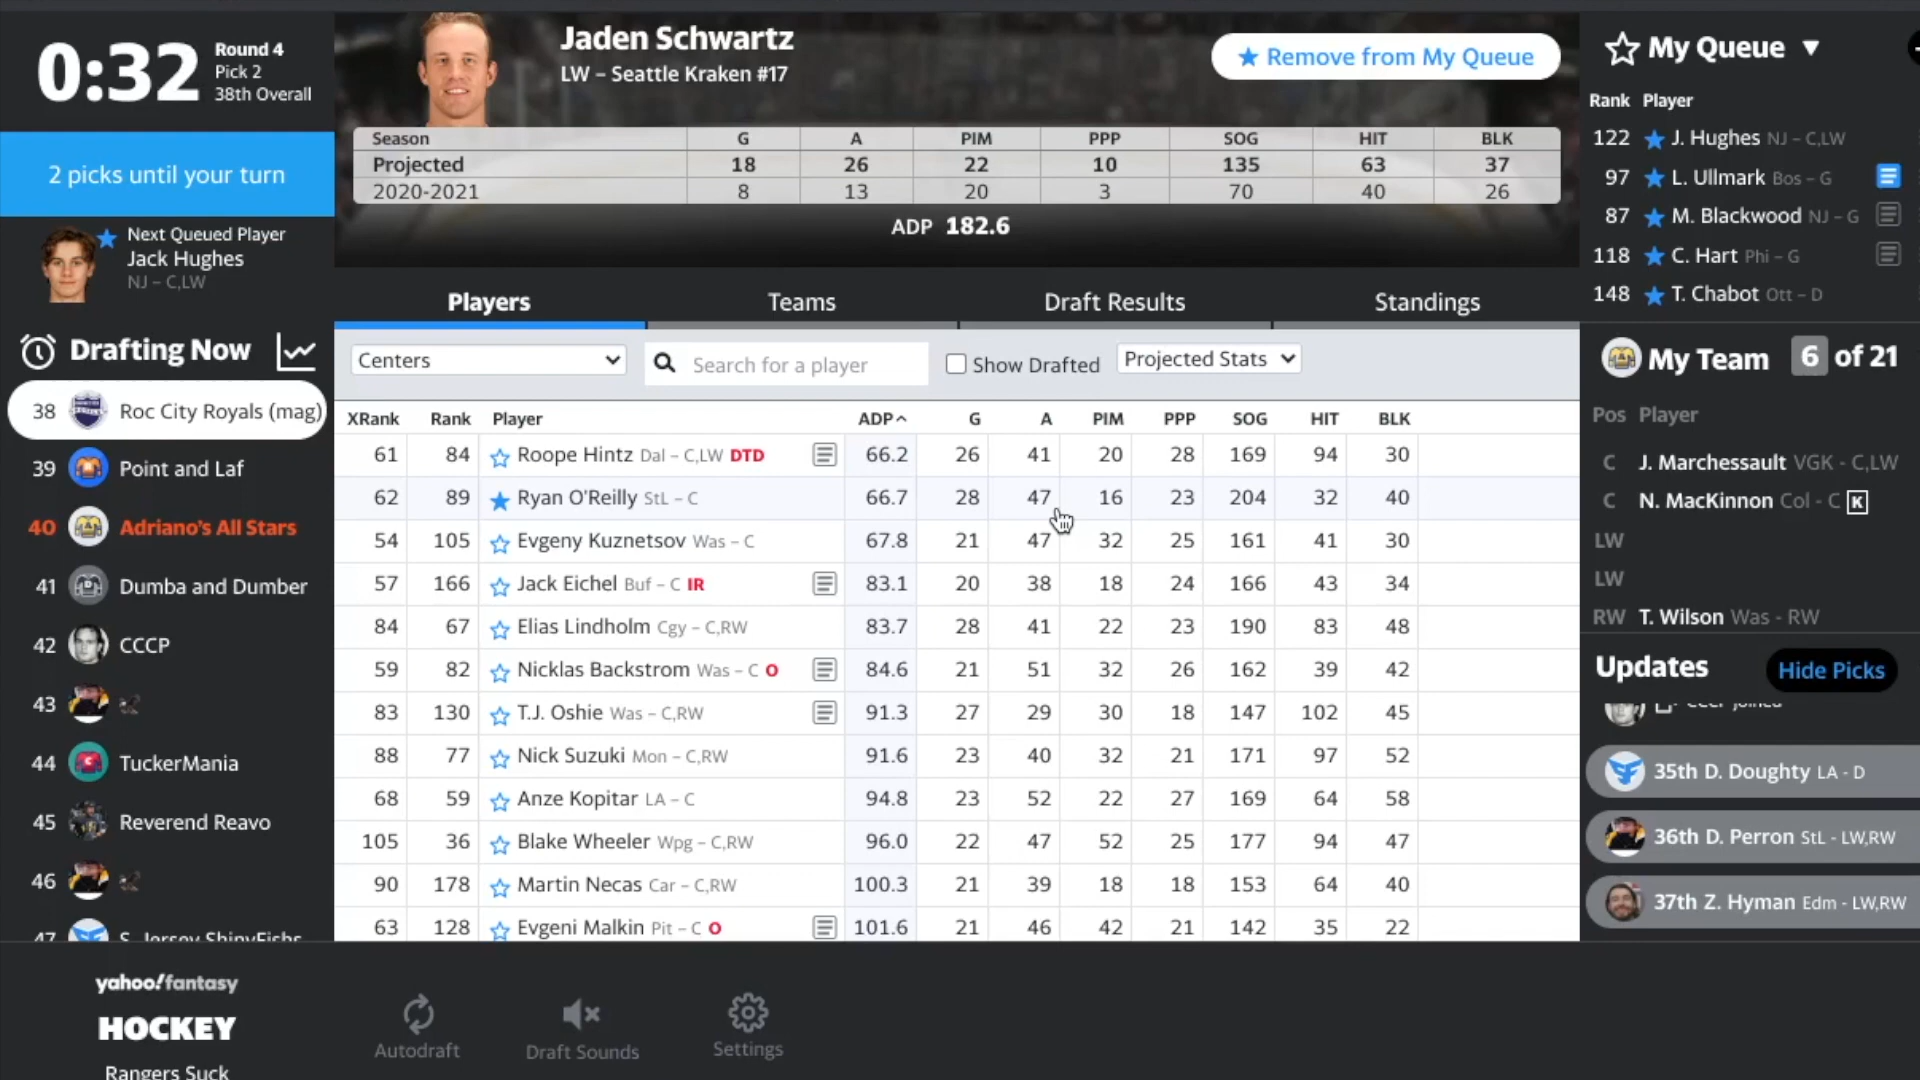 0:32
Round 4
Pick 2
38th Overall
2 picks until your turn
Next Queued Player
Jack Hughes
NJ – C,LW
Drafting Now
38 Roc City Royals (mag)
39 Point and Laf
40 Adriano's All Stars
41 Dumba and Dumber
42 CCCP
43
44 TuckerMania
45 Reverend Reavo
46
47 S. Jersey ShinyFishs
Jaden Schwartz
LW – Seattle Kraken #17
Remove from My Queue
Season G A PIM PPP SOG HIT BLK
Projected 18 26 22 10 135 63 37
2020-2021 8 13 20 3 70 40 26
ADP 182.6
Players Teams Draft Results Standings
Centers Search for a player Show Drafted Projected Stats
XRank Rank Player ADP G A PIM PPP SOG HIT BLK
61 84 Roope Hintz Dal – C,LW DTD 66.2 26 41 20 28 169 94 30
62 89 Ryan O'Reilly StL – C 66.7 28 47 16 23 204 32 40
54 105 Evgeny Kuznetsov Was – C 67.8 21 47 32 25 161 41 30
57 166 Jack Eichel Buf – C IR 83.1 20 38 18 24 166 43 34
84 67 Elias Lindholm Cgy – C,RW 83.7 28 41 22 23 190 83 48
59 82 Nicklas Backstrom Was – C O 84.6 21 51 32 26 162 39 42
83 130 T.J. Oshie Was – C,RW 91.3 27 29 30 18 147 102 45
88 77 Nick Suzuki Mon – C,RW 91.6 23 40 32 21 171 97 52
68 59 Anze Kopitar LA – C 94.8 23 52 22 27 169 64 58
105 36 Blake Wheeler Wpg – C,RW 96.0 22 47 52 25 177 94 47
90 178 Martin Necas Car – C,RW 100.3 21 39 18 18 153 64 40
63 128 Evgeni Malkin Pit – C O 101.6 21 46 42 21 142 35 22
My Queue
Rank Player
122 J. Hughes NJ – C,LW
97 L. Ullmark Bos – G
87 M. Blackwood NJ – G
118 C. Hart Phi – G
148 T. Chabot Ott – D
My Team 6 of 21
Pos Player
C J. Marchessault VGK - C,LW
C N. MacKinnon Col - C K
LW
LW
RW T. Wilson Was - RW
Updates Hide Picks
CCCP joined
35th D. Doughty LA - D
36th D. Perron StL - LW,RW
37th Z. Hyman Edm - LW,RW
yahoo!fantasy
HOCKEY
Rangers Suck
Autodraft Draft Sounds Settings